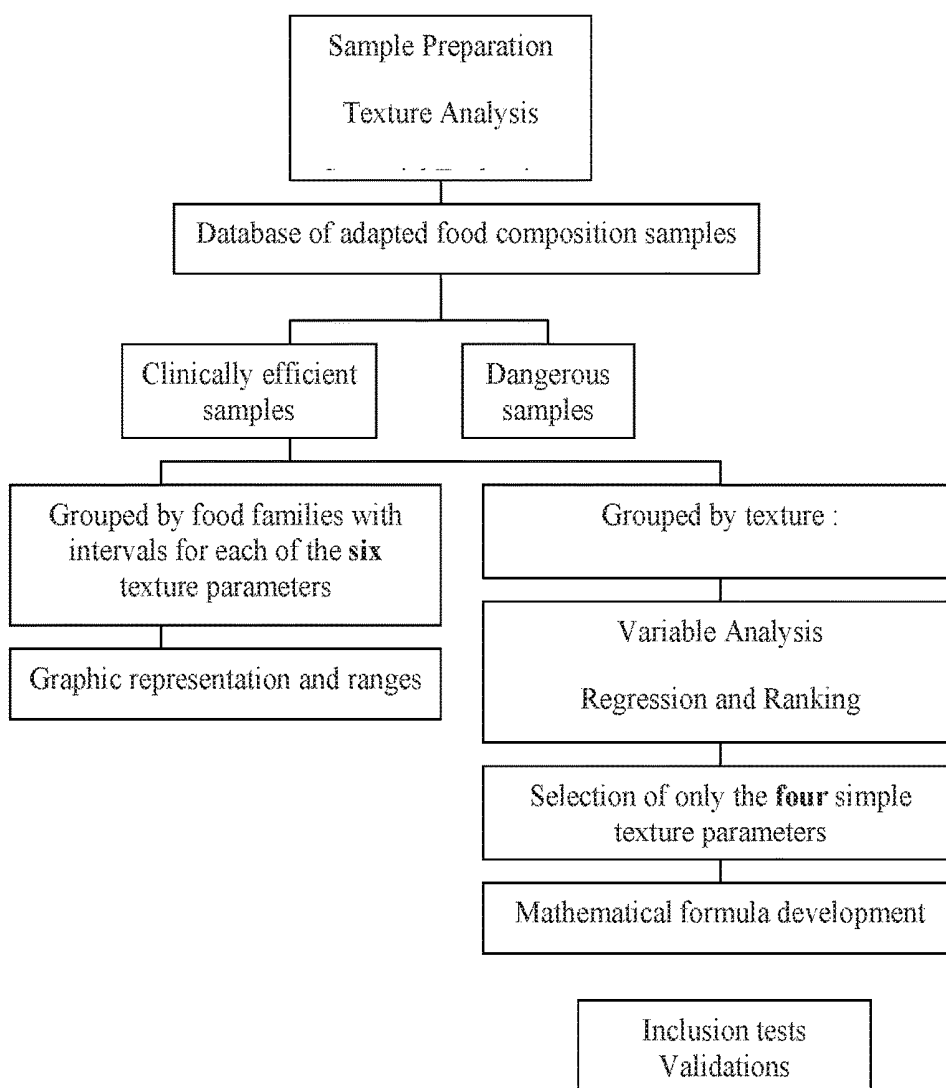 Sample Preparation
Texture Analysis
Database of adapted food composition samples
Clinically efficient
samples
Dangerous
samples
Grouped by food families with
intervals for each of the six
texture parameters
Graphic representation and ranges
Grouped by texture :
Variable Analysis
Regression and Ranking
Selection of only the four simple
texture parameters
Mathematical formula development
Inclusion tests
Validations